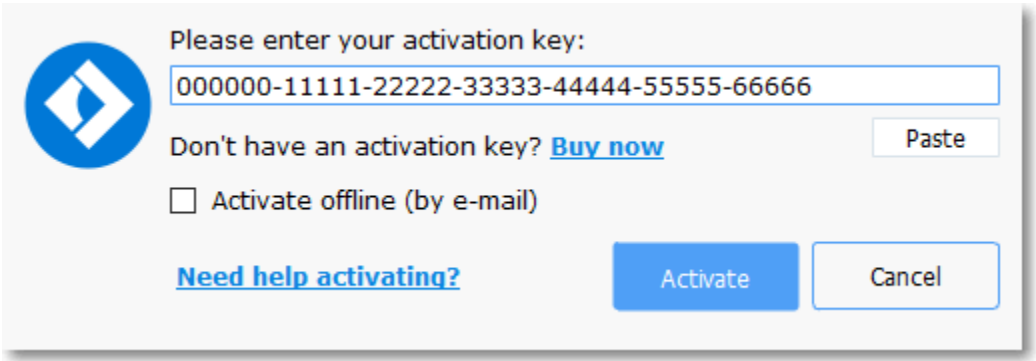 Please enter your activation key:
000000-11111-22222-33333-44444-55555-66666
Don't have an activation key? Buy now
Paste
Activate offline (by e-mail)
Need help activating?
Activate
Cancel